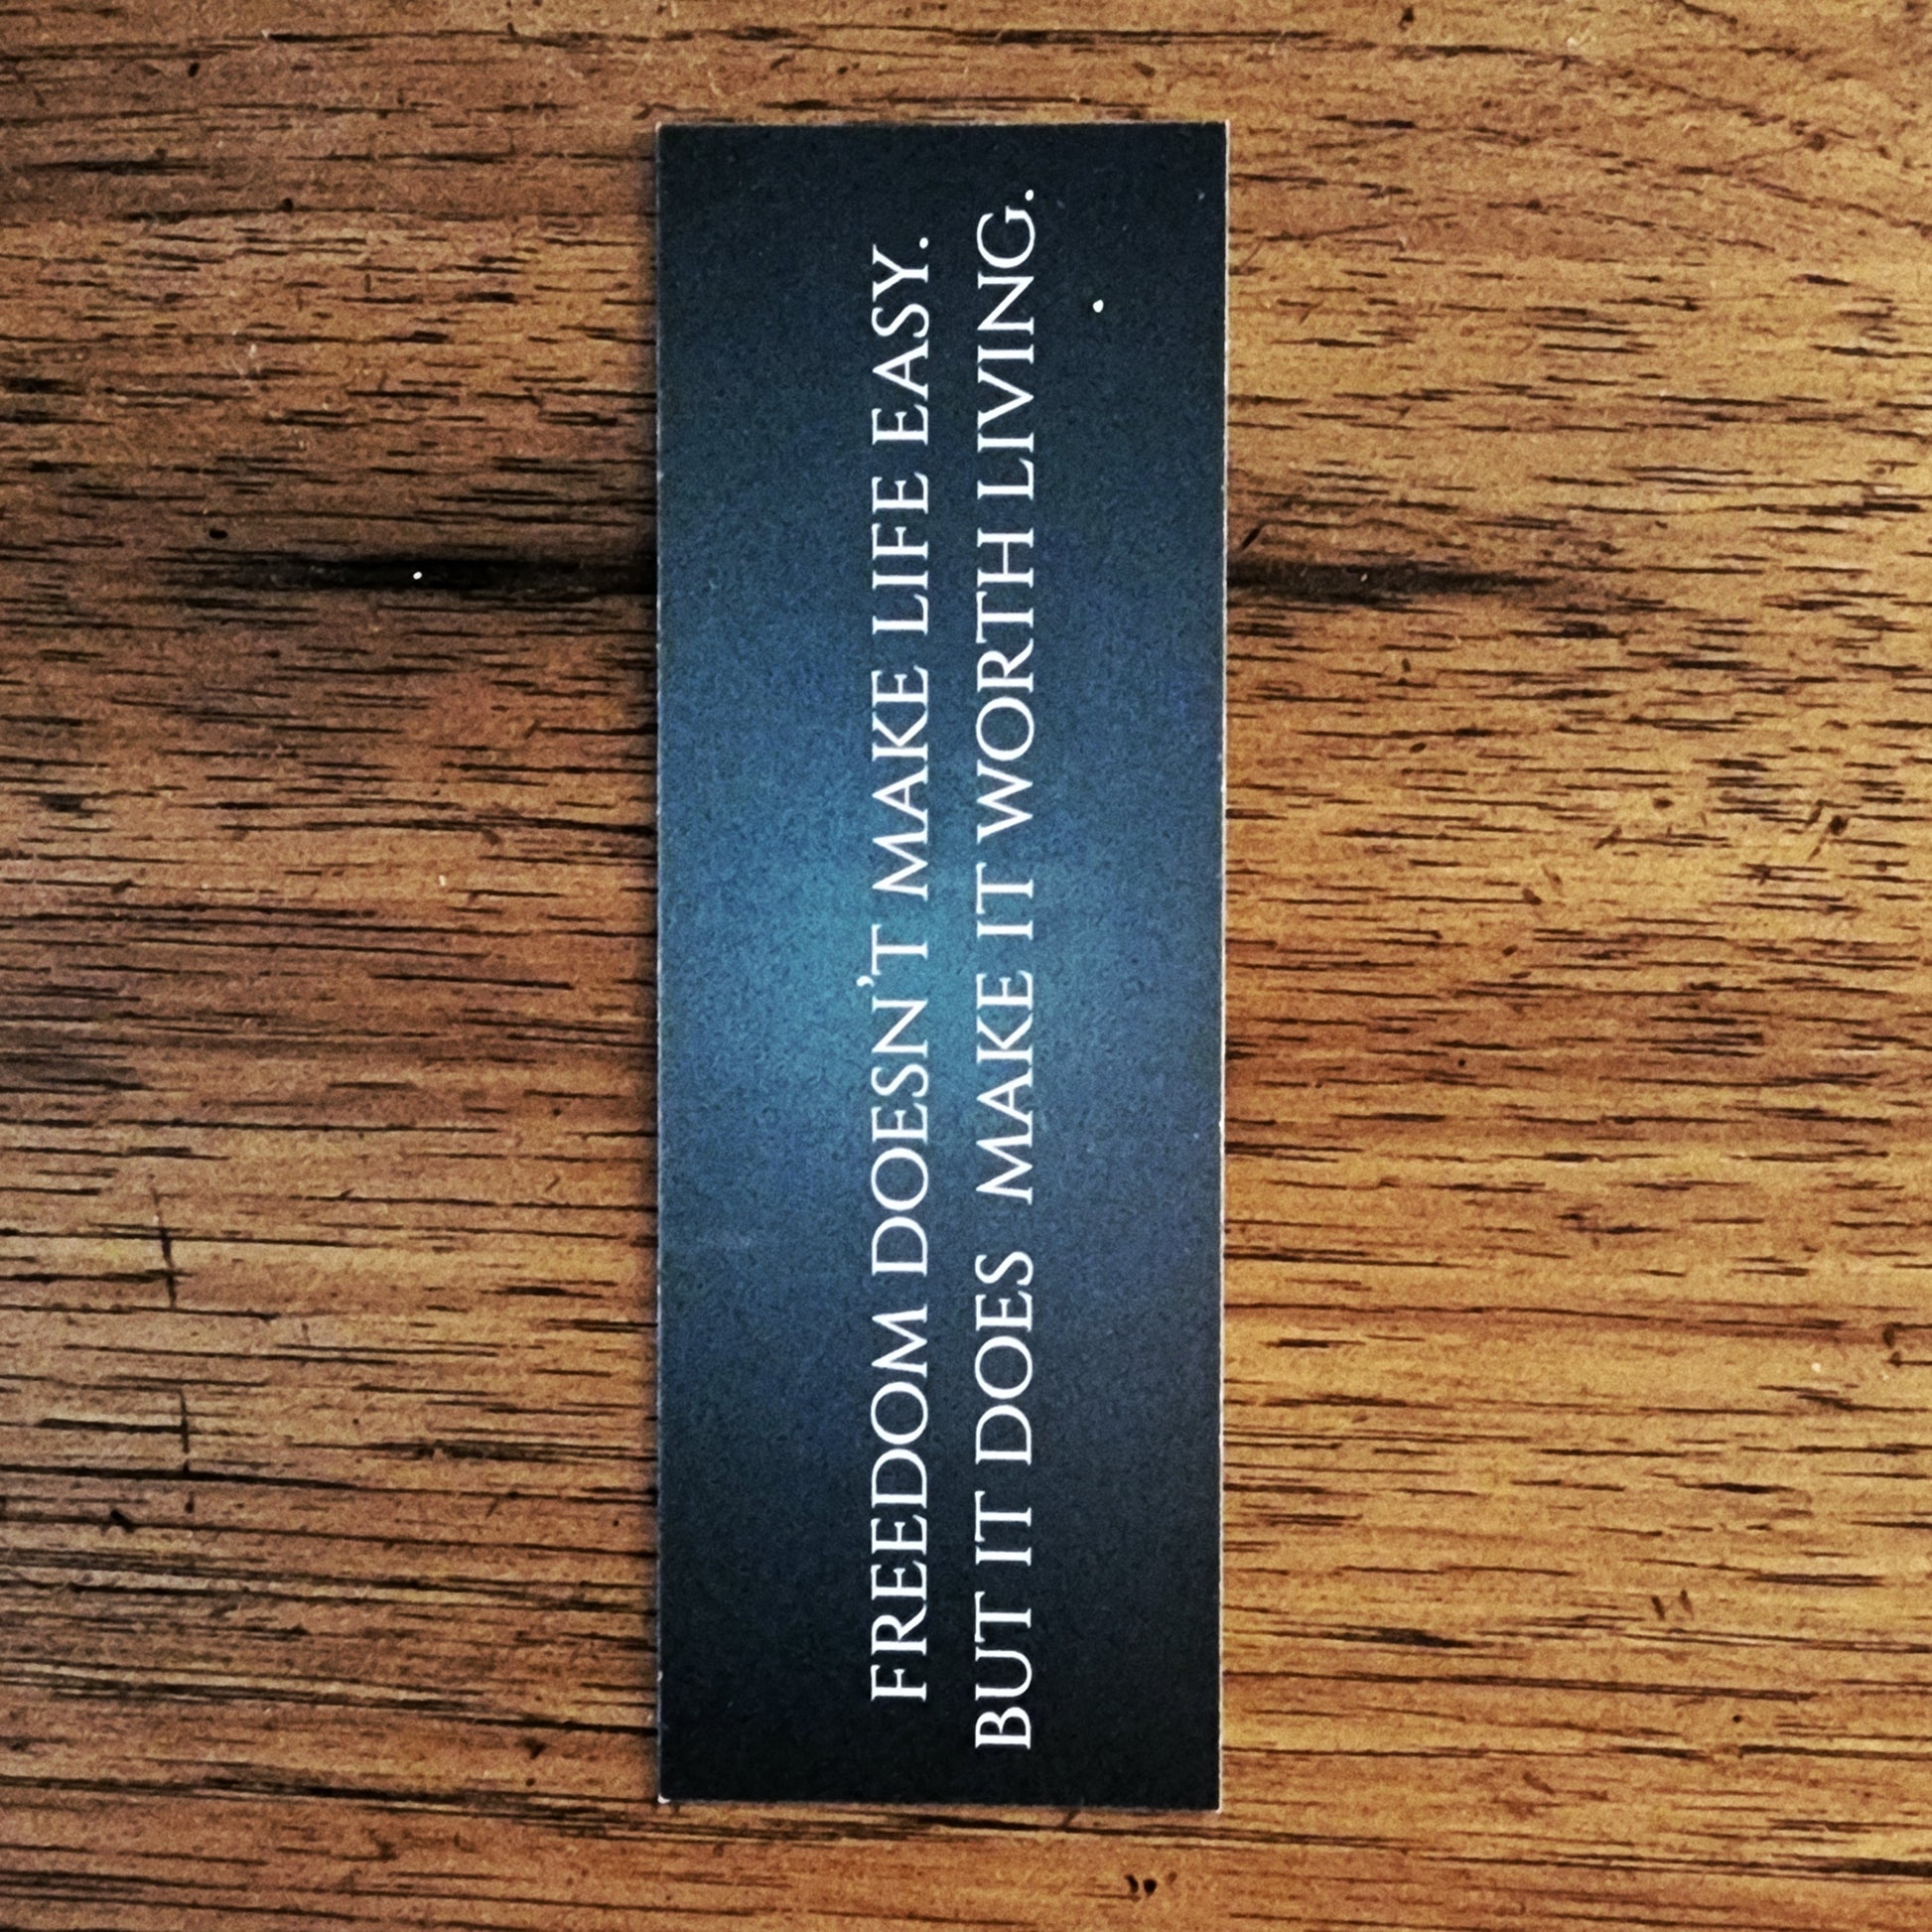 FREEDOM DOESN'T MAKE LIFE EASY.
BUT IT DOES MAKE IT WORTH LIVING.